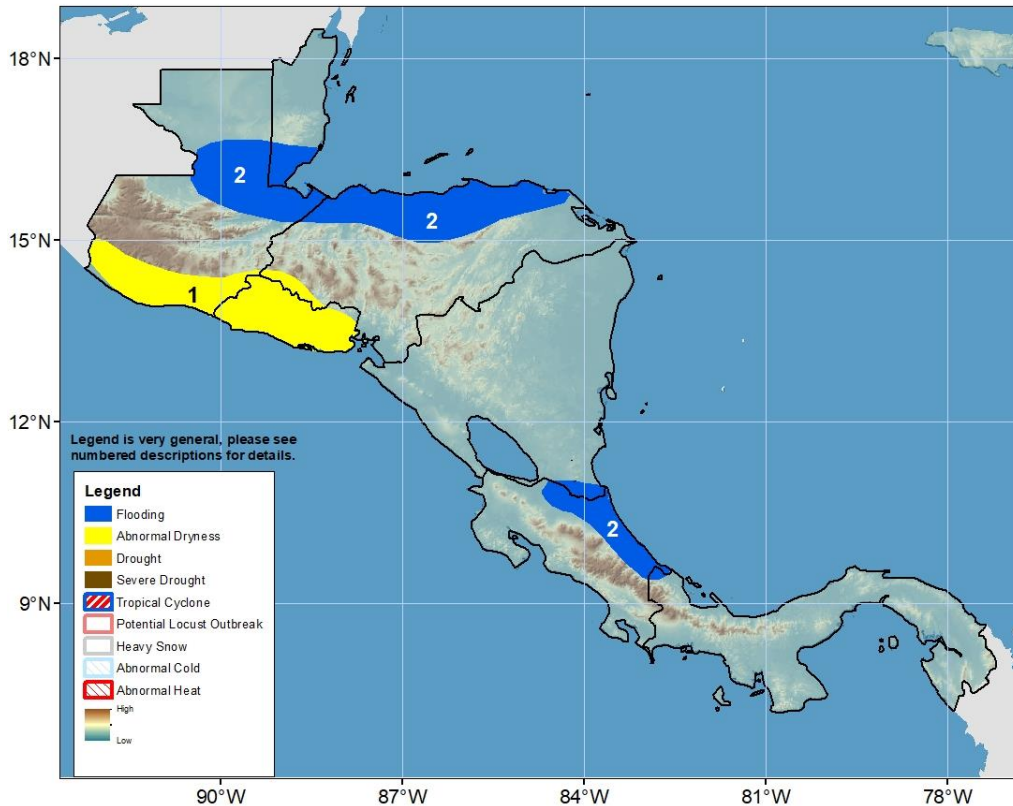 18°N
2
2
15°N
1
12°N
Legend is very general, please see
numbered descriptions for details.
Legend
Flooding
Abnormal Dryness
Drought
Severe Drought
Tropical Cyclone
Potential Locust Outbreak
Heavy Snow
Abnormal Cold
Abnormal Heat
High
Low
2
9°N
90°W
87°W
84°W
81°W
78°W